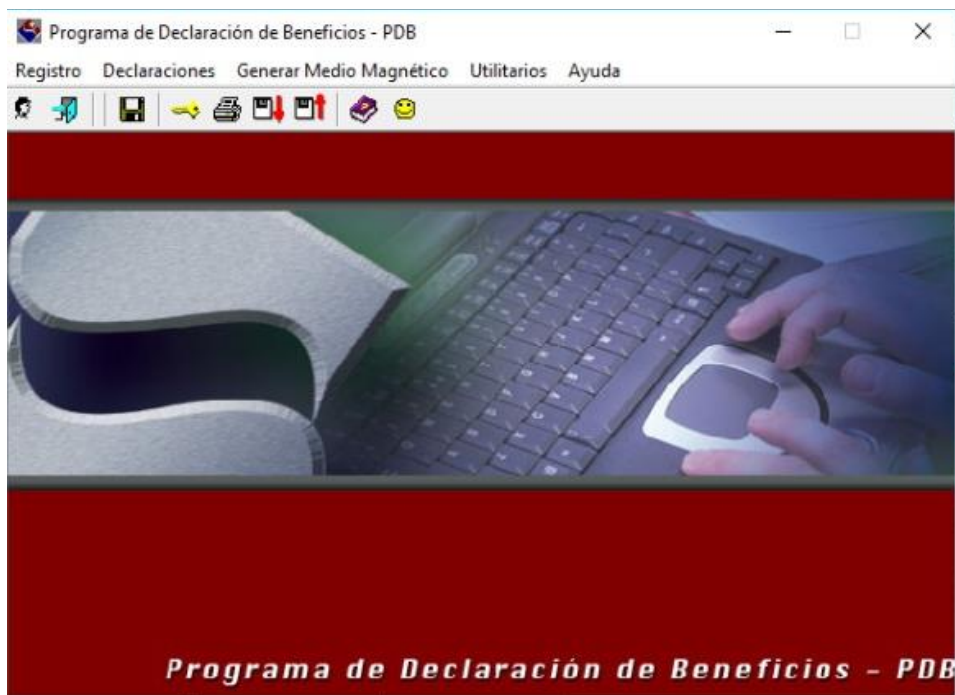 Programa de Declaración de Beneficios - PDB
Registro Declaraciones Generar Medio Magnético Utilitarios Ayuda
Programa de Declaración de Beneficios - PDB